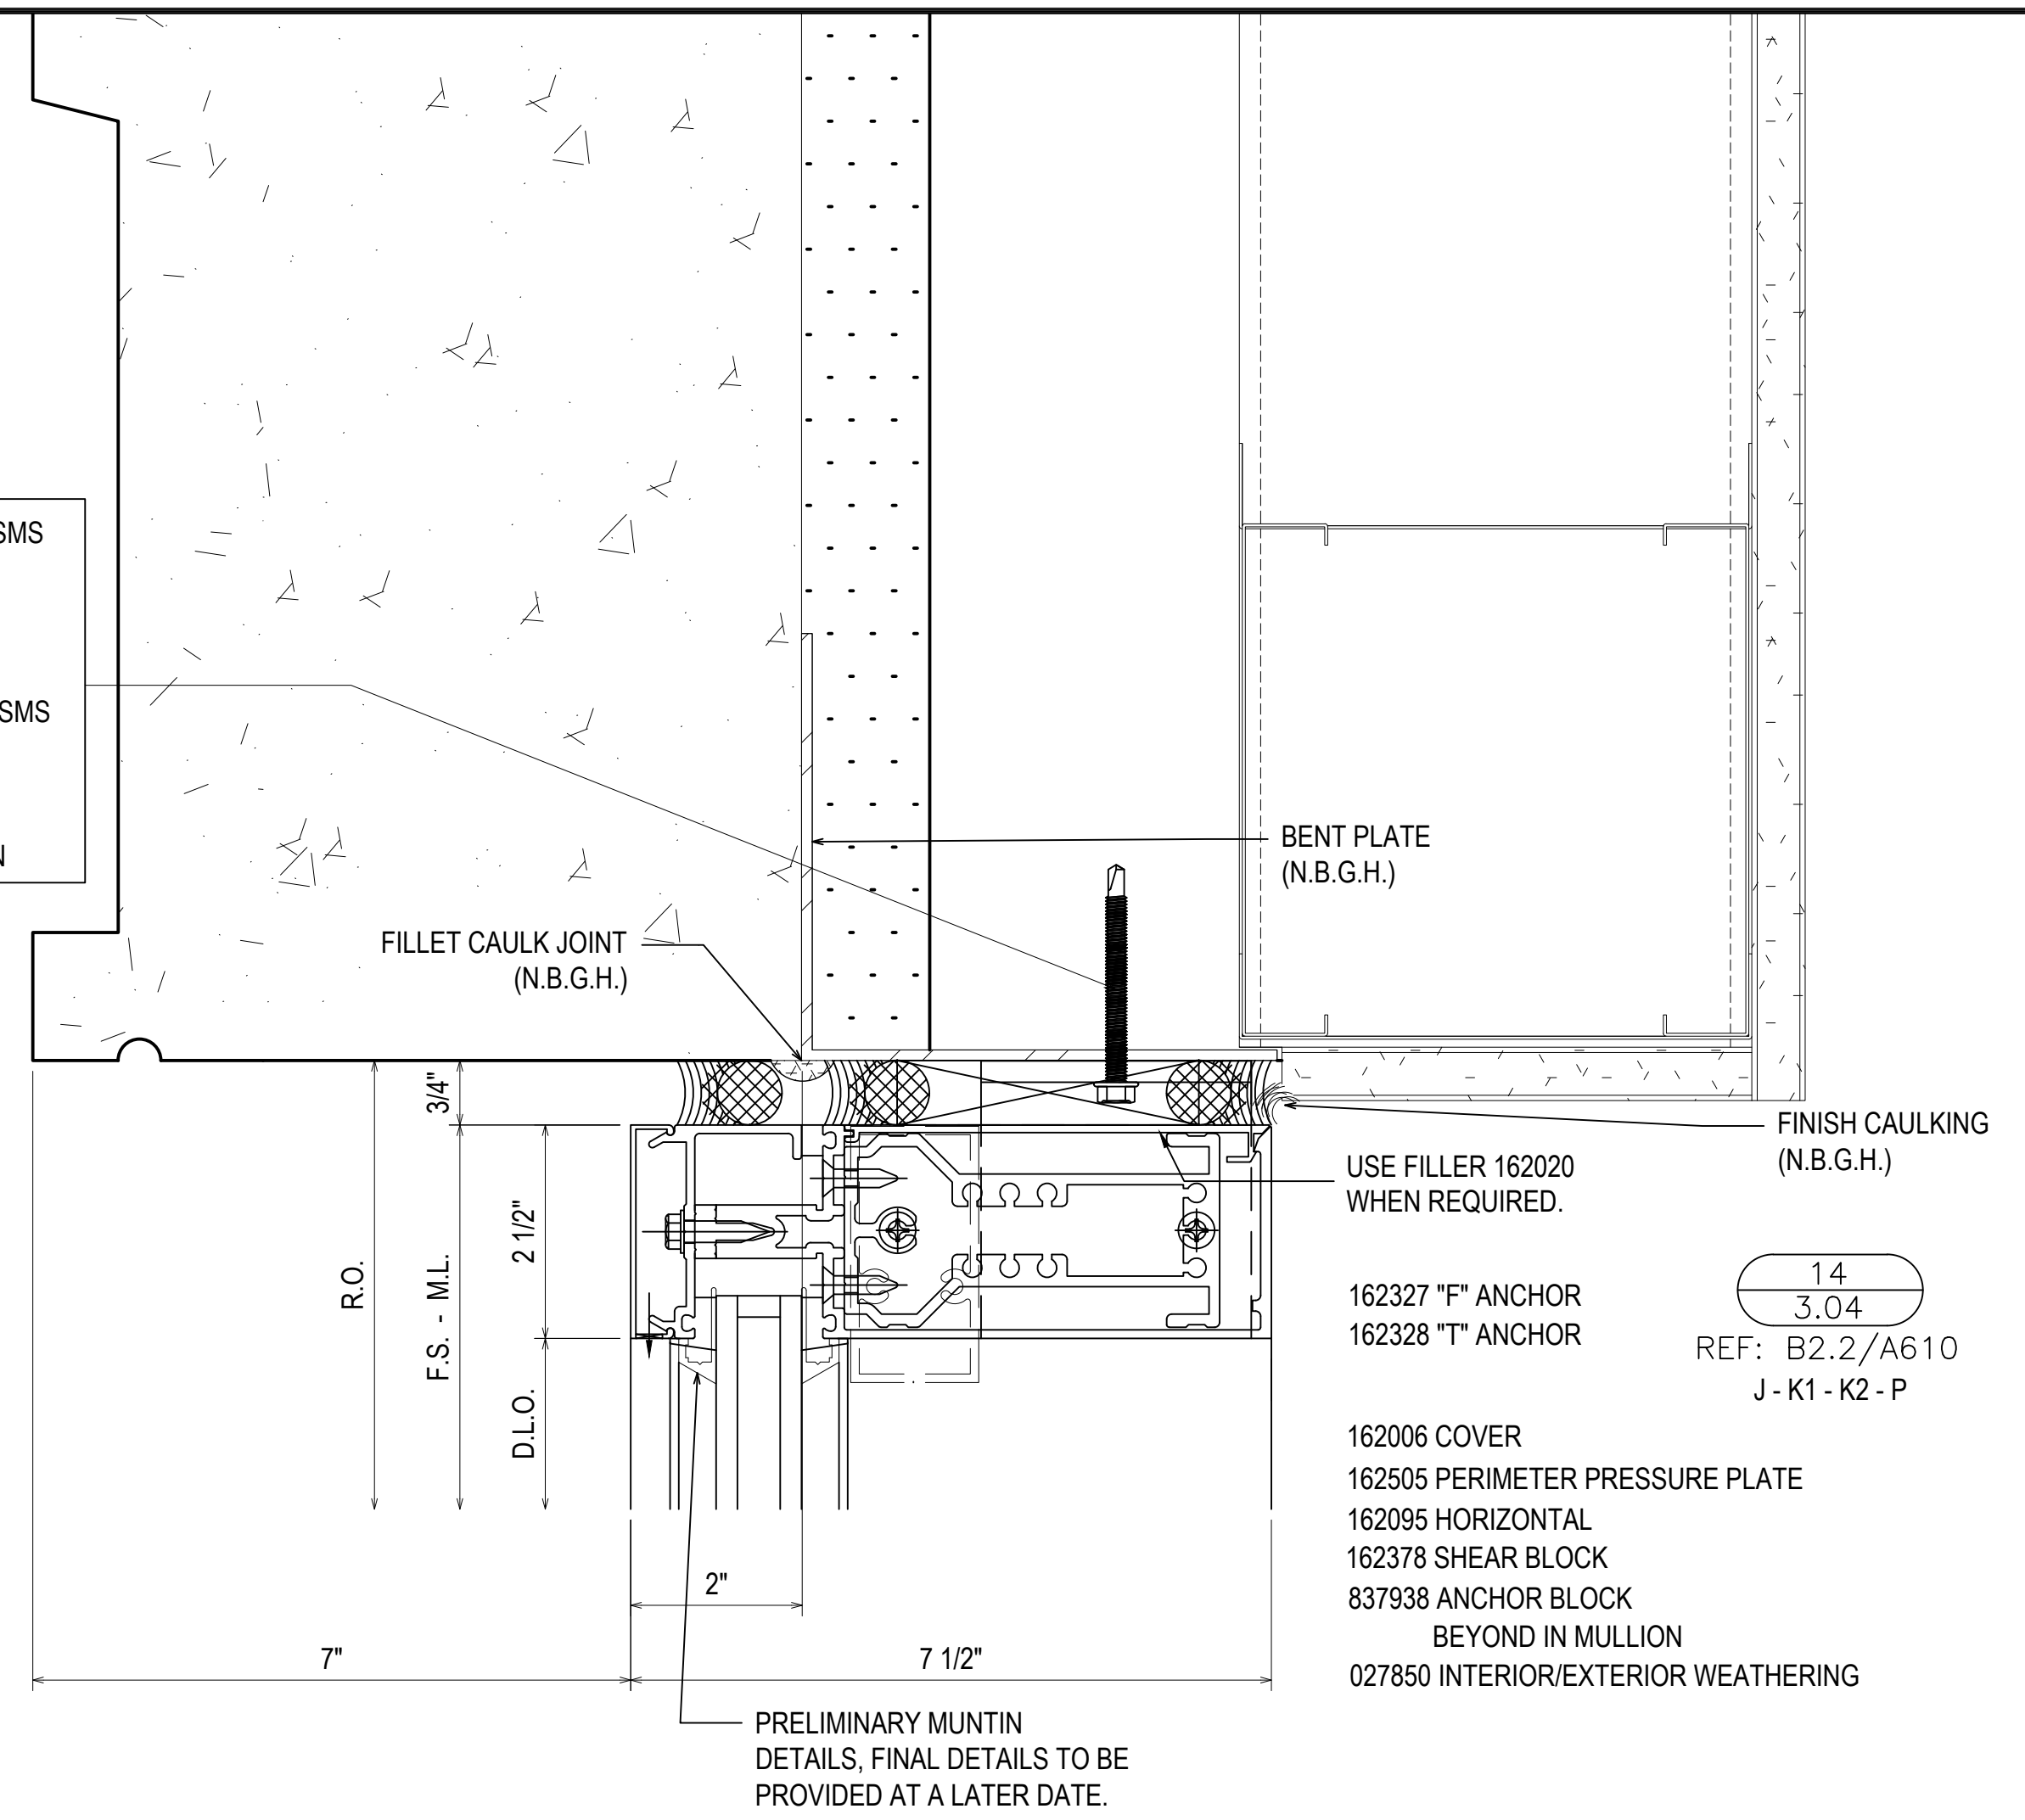 SMS
SMS
N
BENT PLATE
(N.B.G.H.)
FILLET CAULK JOINT
(N.B.G.H.)
3/4"
FINISH CAULKING
(N.B.G.H.)
USE FILLER 162020
WHEN REQUIRED.
2 1/2"
R.O.
F.S. - M.L.
D.L.O.
162327 "F" ANCHOR
162328 "T" ANCHOR
14
3.04
REF: B2.2/A610
J - K1 - K2 - P
162006 COVER
162505 PERIMETER PRESSURE PLATE
162095 HORIZONTAL
162378 SHEAR BLOCK
837938 ANCHOR BLOCK
BEYOND IN MULLION
027850 INTERIOR/EXTERIOR WEATHERING
2"
7"
7 1/2"
PRELIMINARY MUNTIN
DETAILS, FINAL DETAILS TO BE
PROVIDED AT A LATER DATE.